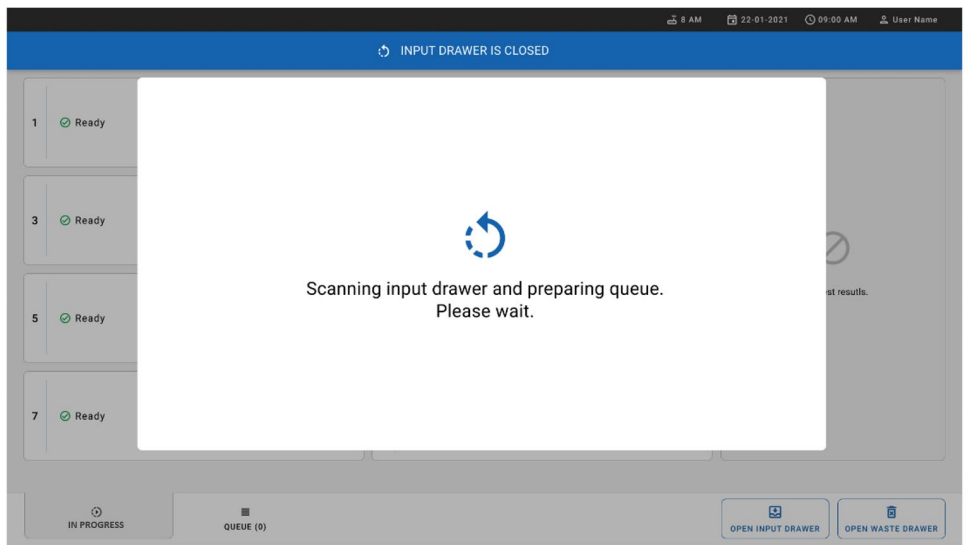 8 AM 22-01-2021 09:00 AM User Name
INPUT DRAWER IS CLOSED
1 Ready
3 Ready
5 Ready
7 Ready
Scanning input drawer and preparing queue.
Please wait.
st resutls.
IN PROGRESS
QUEUE (0)
OPEN INPUT DRAWER
OPEN WASTE DRAWER